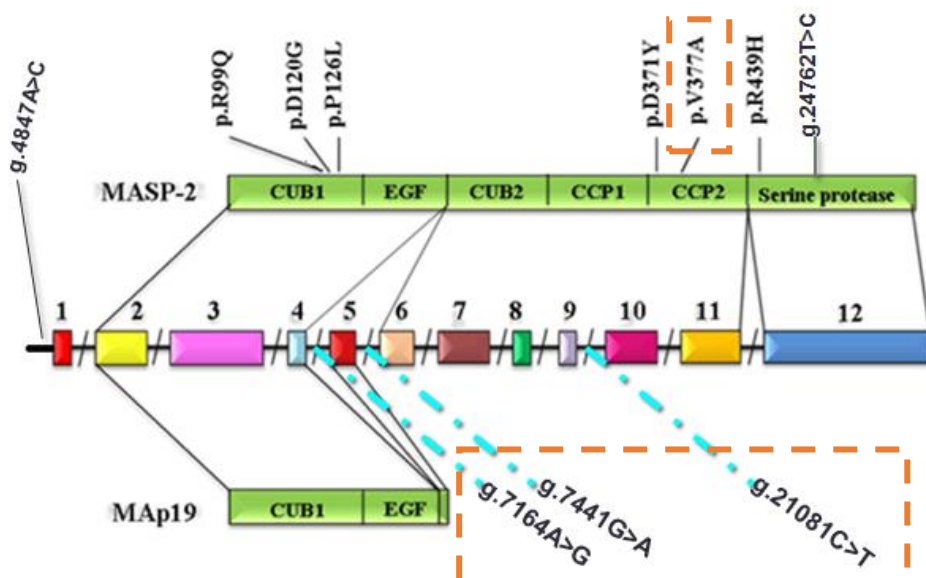 g.4847A>C
p.R99Q
p.D120G
p.P126L
p.D371Y
p.V377A
p.R439H
g.24762T>C
MASP-2
CUB1
EGF
CUB2
CCP1
CCP2
Serine protease
1
2
3
4
5
6
7
8
9
10
11
12
MAp19
CUB1
EGF
g.7164A>G
g.7441G>A
g.21081C>T